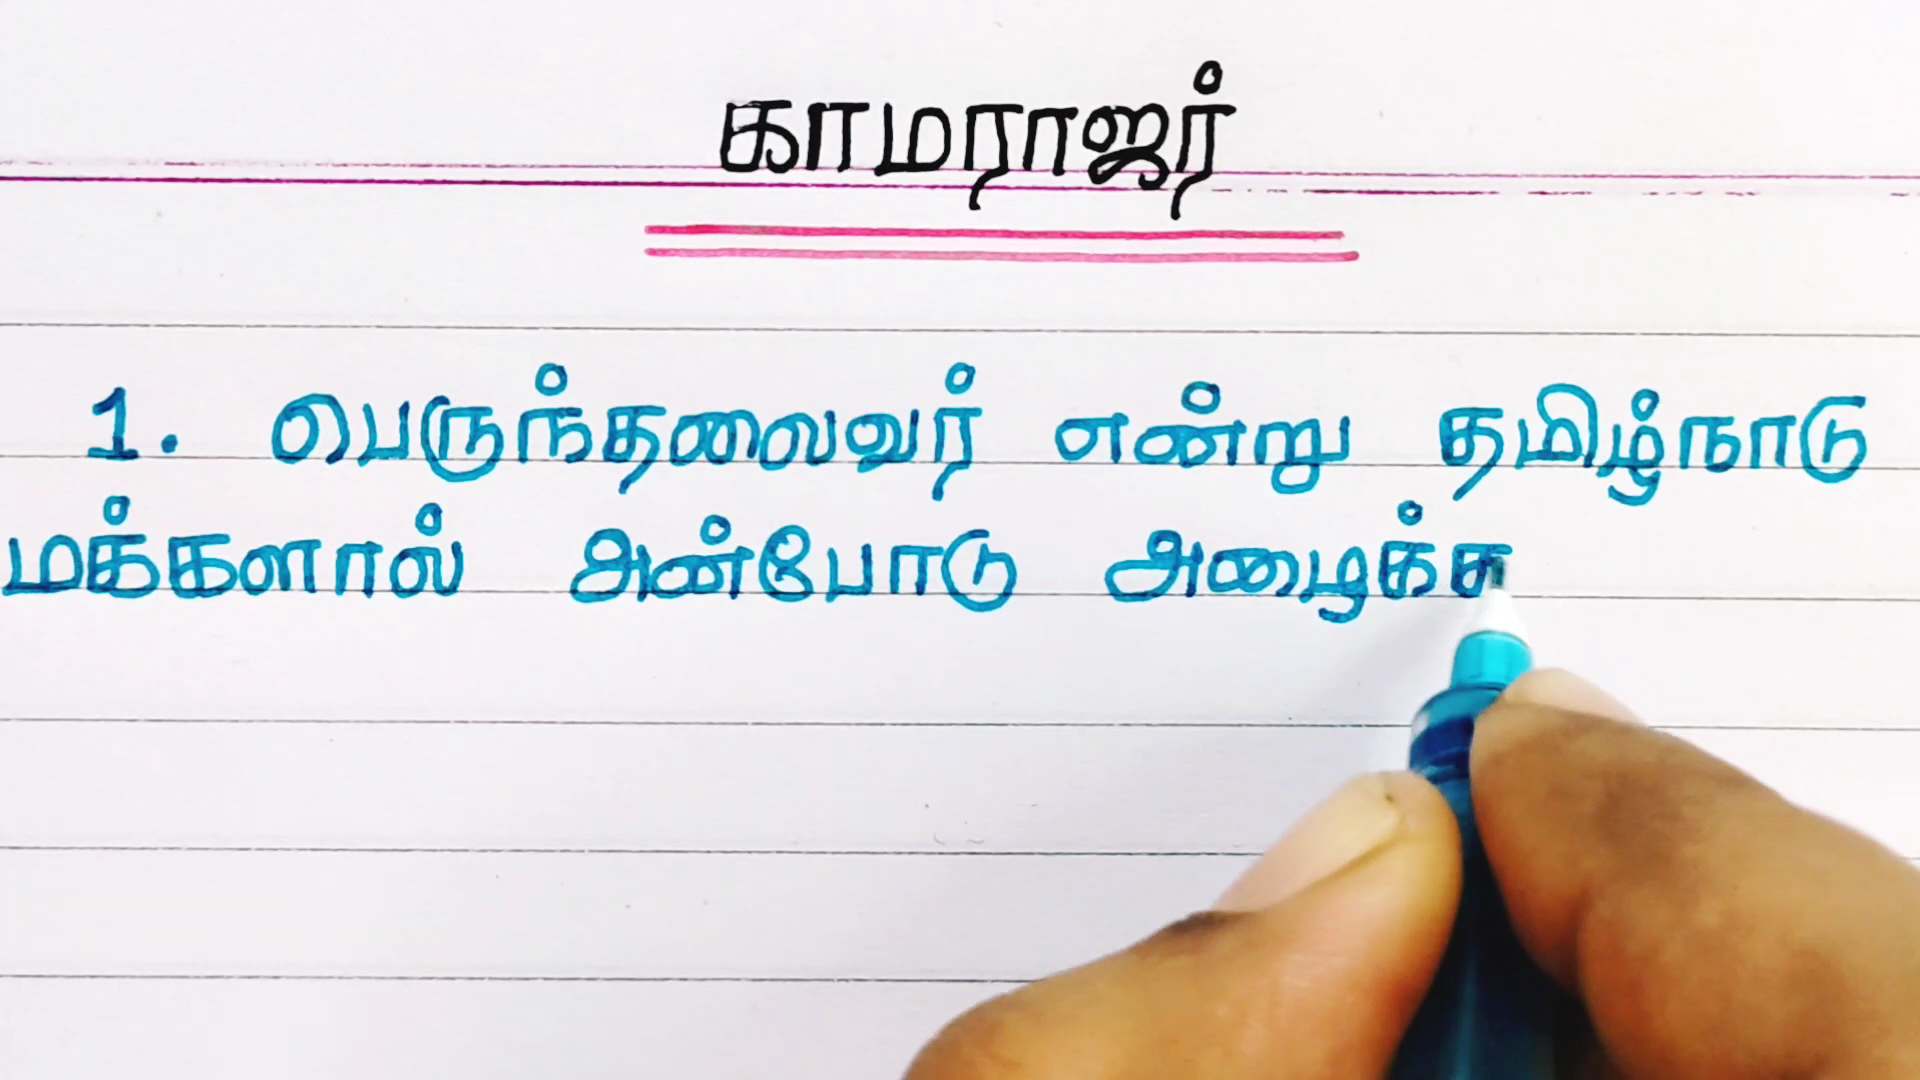 காமராஜர்
1. பெருந்தலைவர் என்று தமிழ்நாடு
மக்களால் அன்போடு அழைக்க